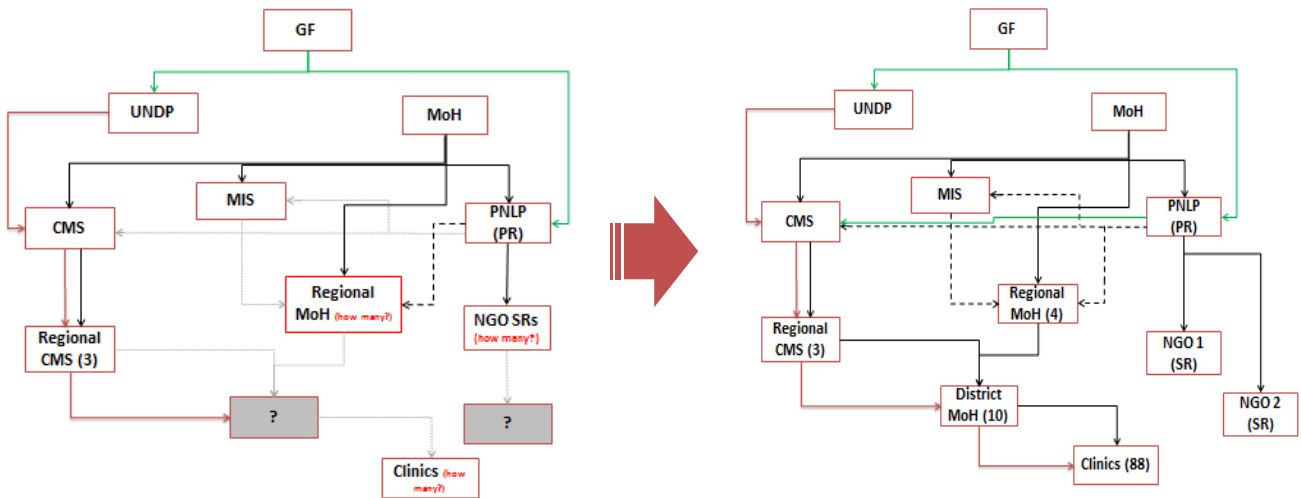 GF
UNDP
MoH
MIS
CMS
PNLP
(PR)
Regional
MoH (how many?)
NGO SRs
(how many?)
Regional
CMS (3)
?
?
Clinics (how
many?)
GF
UNDP
MoH
MIS
CMS
PNLP
(PR)
Regional
MoH (4)
Regional
CMS (3)
NGO 1
(SR)
District
MoH (10)
NGO 2
(SR)
Clinics (88)